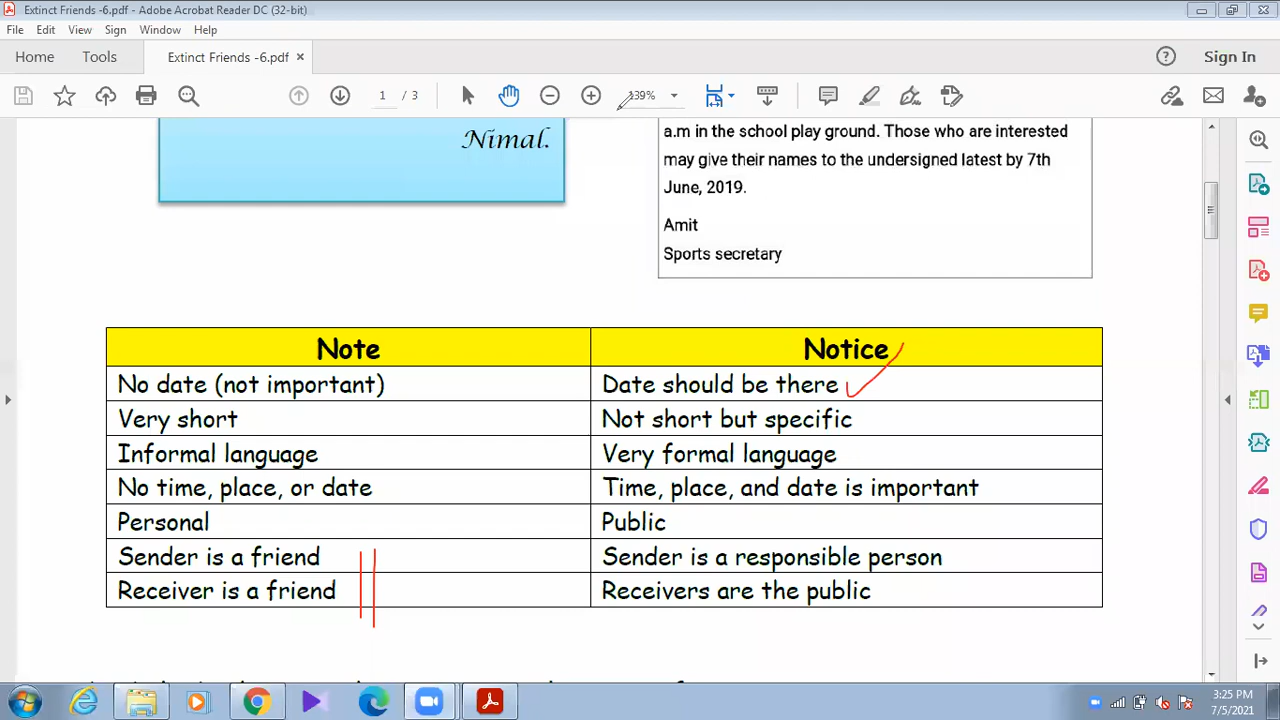 Extinct Friends -6.pdf - Adobe Acrobat Reader DC (32-bit)
File Edit View Sign Window Help
Home Tools Extinct Friends -6.pdf × Sign In
1 / 3 139%
Nimal.
a.m in the school play ground. Those who are interested
may give their names to the undersigned latest by 7th
June, 2019.
Amit
Sports secretary
Note Notice
No date (not important) Date should be there
Very short Not short but specific
Informal language Very formal language
No time, place, or date Time, place, and date is important
Personal Public
Sender is a friend Sender is a responsible person
Receiver is a friend Receivers are the public
3:25 PM
7/5/2021